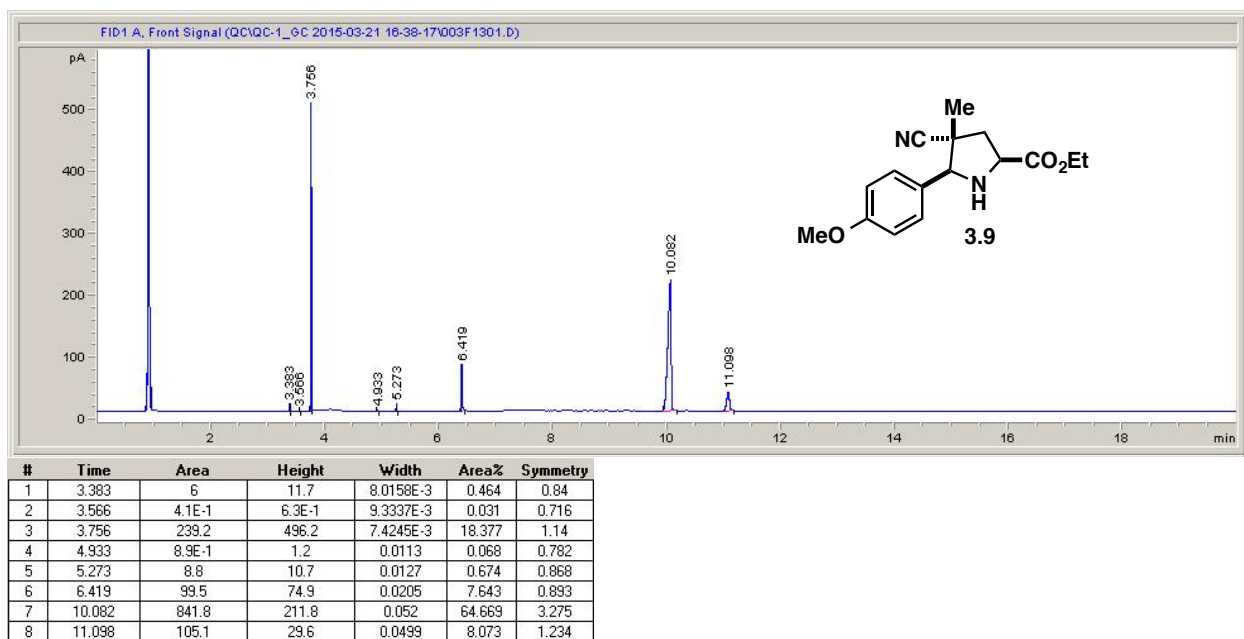 FID1 A, Front Signal (QC\QC-1_GC 2015-03-21 16-38-17\003F1301.D)
pA
500
400
300
200
100
0
2
4
6
8
10
12
14
16
18
min
3.383
3.566
3.756
4.933
5.273
6.419
10.082
11.098
Me
NC
CO2Et
N
H
MeO
3.9
# Time Area Height Width Area% Symmetry
1 3.383 6 11.7 8.0158E-3 0.464 0.84
2 3.566 4.1E-1 6.3E-1 9.3337E-3 0.031 0.716
3 3.756 239.2 496.2 7.4245E-3 18.377 1.14
4 4.933 8.9E-1 1.2 0.0113 0.068 0.782
5 5.273 8.8 10.7 0.0127 0.674 0.868
6 6.419 99.5 74.9 0.0205 7.643 0.893
7 10.082 841.8 211.8 0.052 64.669 3.275
8 11.098 105.1 29.6 0.0499 8.073 1.234